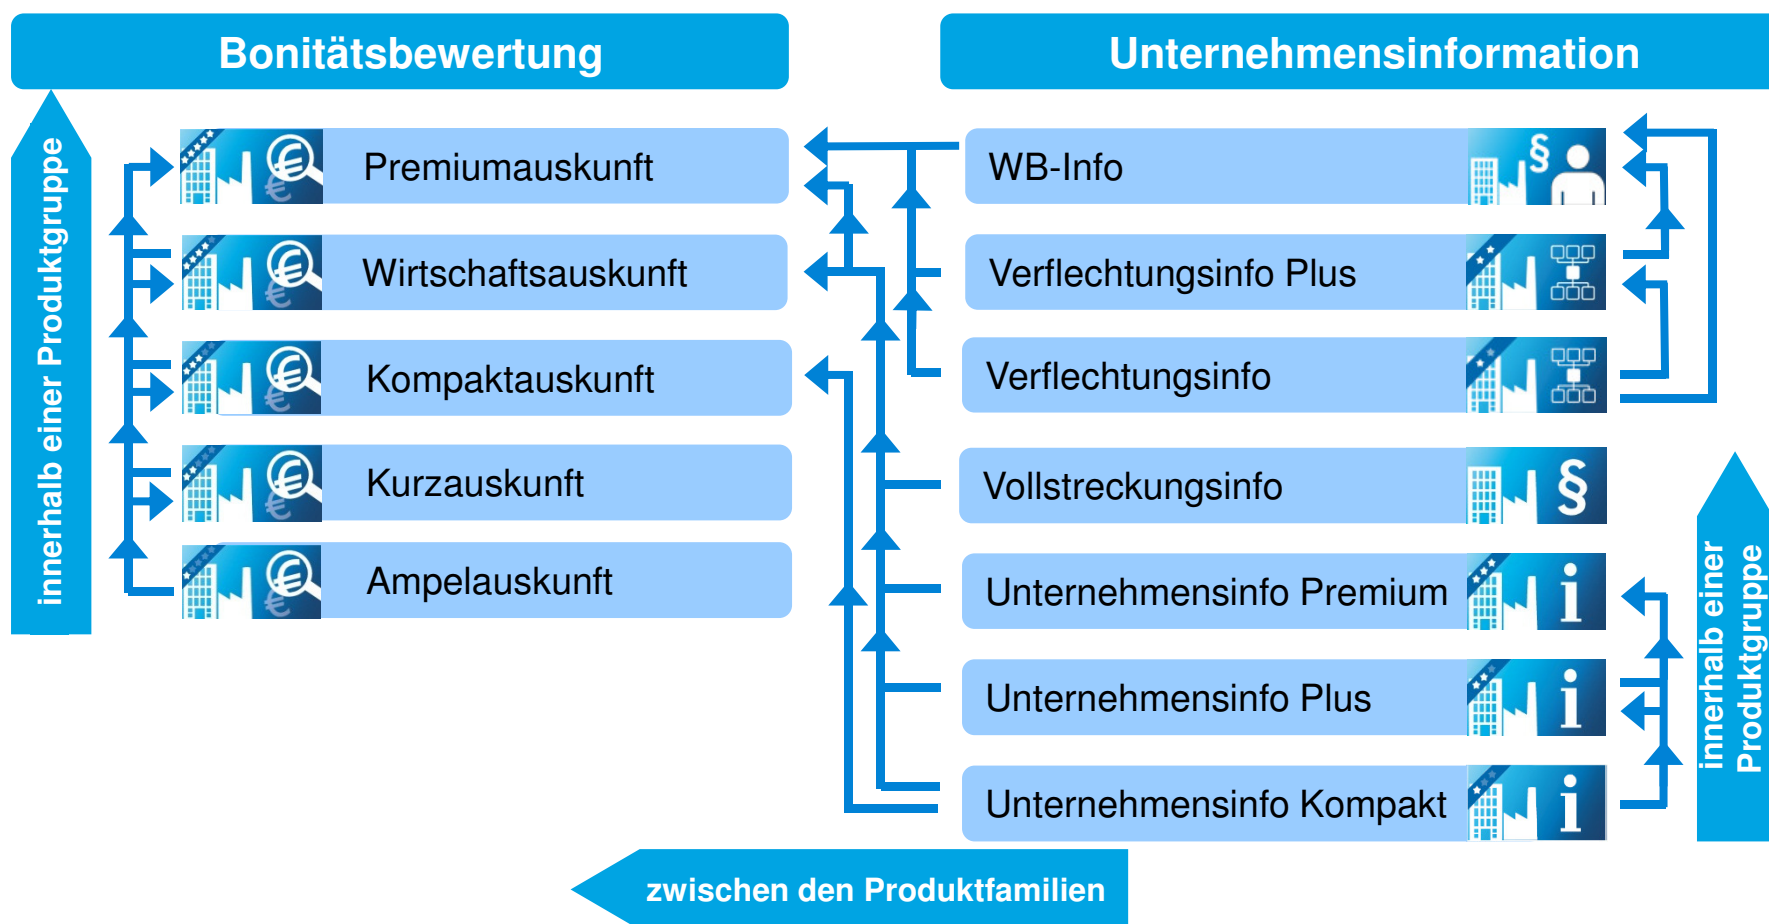 Bonitätsbewertung
Unternehmensinformation
innerhalb einer Produktgruppe
Premiumauskunft
Wirtschaftsauskunft
Kompaktauskunft
Kurzauskunft
Ampelauskunft
WB-Info
§
Verflechtungsinfo Plus
Verflechtungsinfo
Vollstreckungsinfo
§
Unternehmensinfo Premium
i
Unternehmensinfo Plus
i
Unternehmensinfo Kompakt
i
innerhalb einer
Produktgruppe
zwischen den Produktfamilien